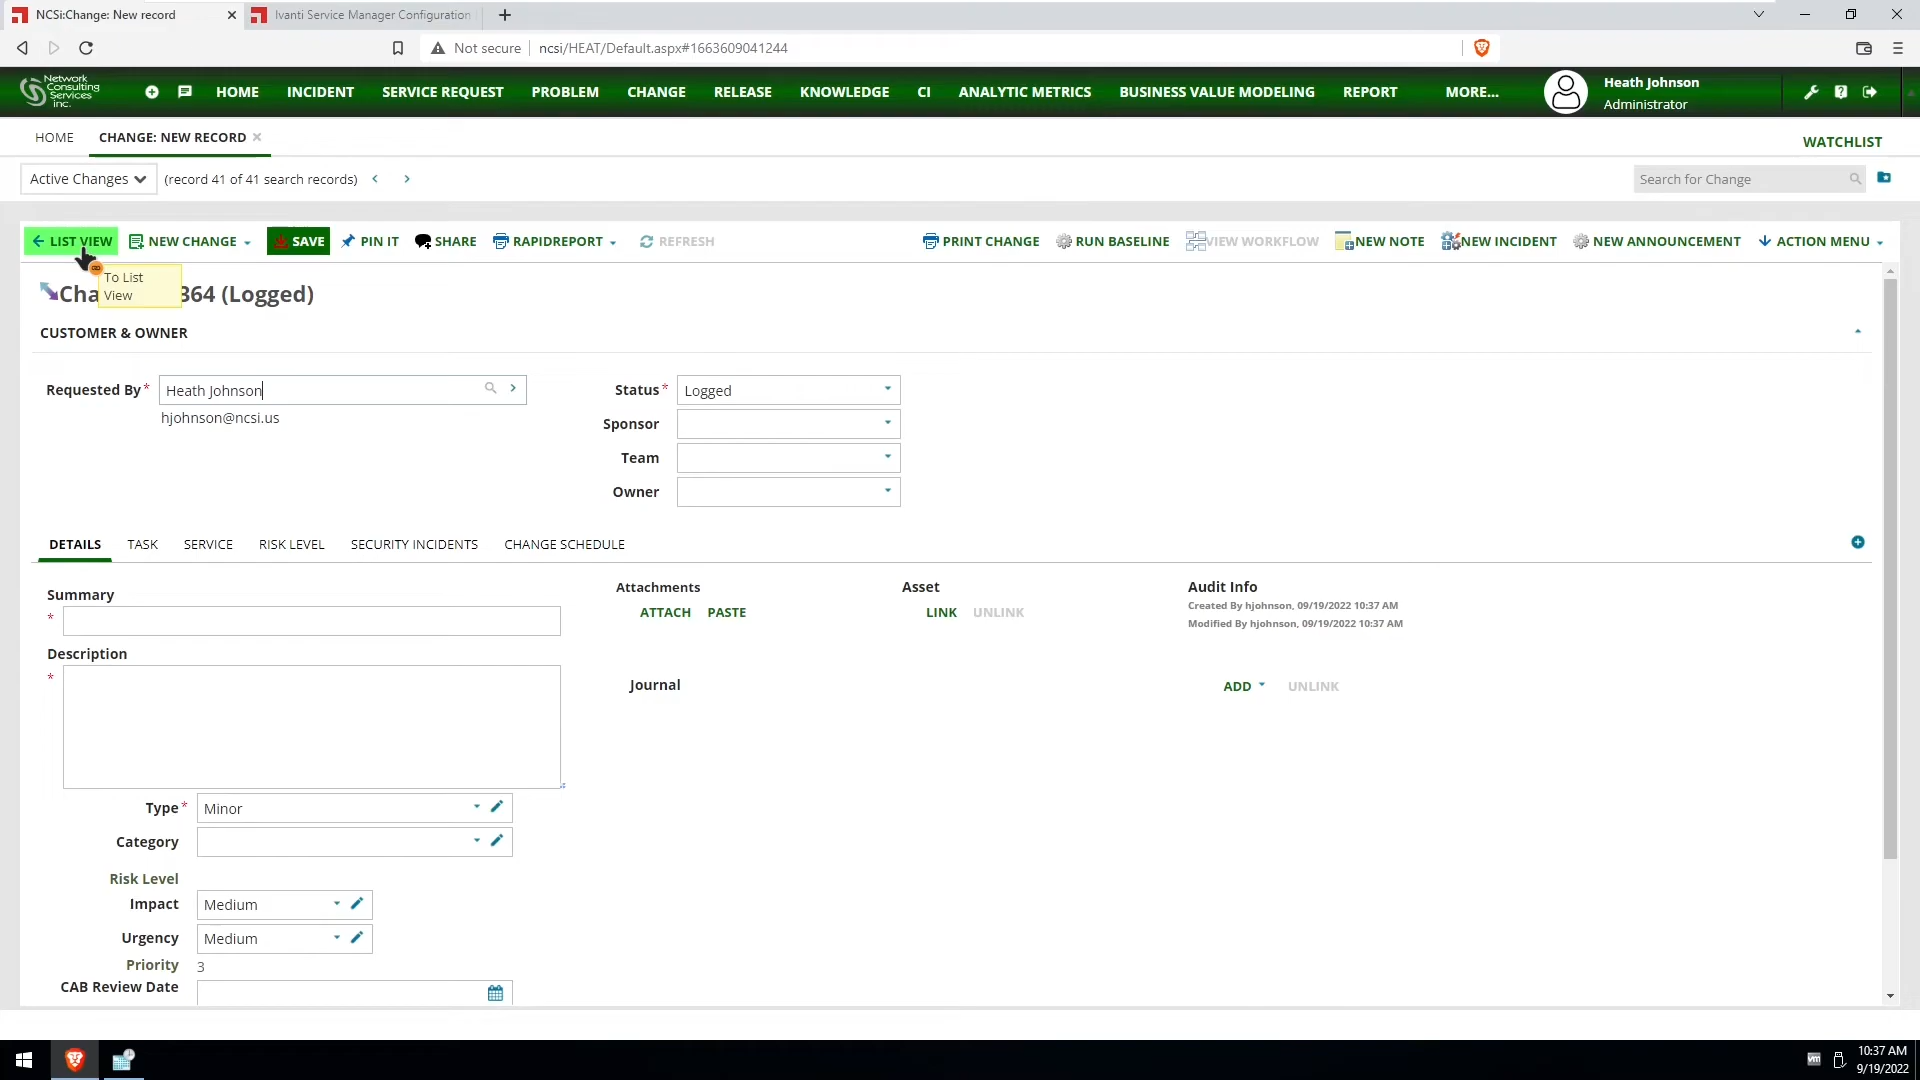 NCSi:Change: New record
Ivanti Service Manager Configuration
Not secure
ncsi/HEAT/Default.aspx#1663609041244
Network Consulting Services Inc.
HOME
INCIDENT
SERVICE REQUEST
PROBLEM
CHANGE
RELEASE
KNOWLEDGE
CI
ANALYTIC METRICS
BUSINESS VALUE MODELING
REPORT
MORE...
Heath Johnson
Administrator
HOME
CHANGE: NEW RECORD
WATCHLIST
Active Changes
(record 41 of 41 search records)
Search for Change
LIST VIEW
NEW CHANGE
SAVE
PIN IT
SHARE
RAPIDREPORT
REFRESH
PRINT CHANGE
RUN BASELINE
VIEW WORKFLOW
NEW NOTE
NEW INCIDENT
NEW ANNOUNCEMENT
ACTION MENU
To List
View
364 (Logged)
CUSTOMER & OWNER
Requested By*
Heath Johnson
hjohnson@ncsi.us
Status*
Logged
Sponsor
Team
Owner
DETAILS
TASK
SERVICE
RISK LEVEL
SECURITY INCIDENTS
CHANGE SCHEDULE
Summary
*
Description
*
Attachments
ATTACH
PASTE
Asset
LINK
UNLINK
Audit Info
Created By hjohnson, 09/19/2022 10:37 AM
Modified By hjohnson, 09/19/2022 10:37 AM
Journal
ADD
UNLINK
Type*
Minor
Category
Risk Level
Impact
Medium
Urgency
Medium
Priority
3
CAB Review Date
vm
10:37 AM
9/19/2022